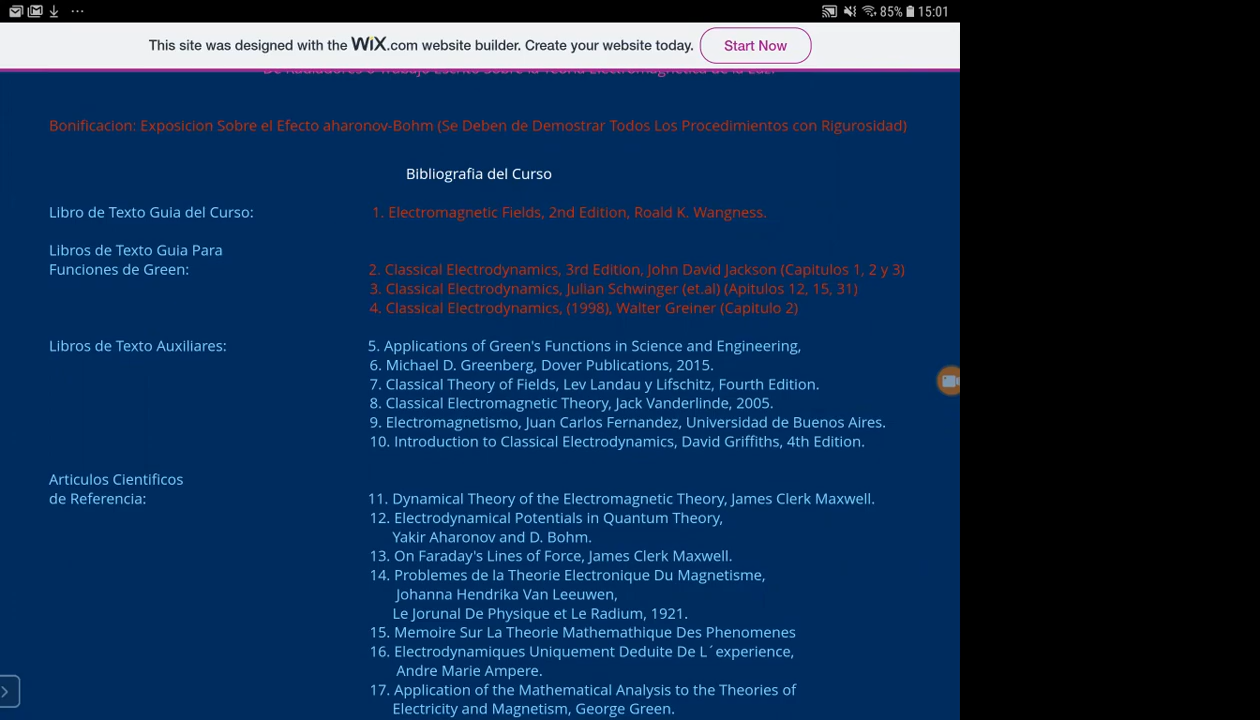 85% 15:01
This site was designed with the WiX.com website builder. Create your website today. Start Now
De Abaladores o Trabajo Escrito Sobre la Teoria Electromagnetica de la Luz.
Bonificacion: Exposicion Sobre el Efecto aharonov-Bohm (Se Deben de Demostrar Todos Los Procedimientos con Rigurosidad)
Bibliografia del Curso
Libro de Texto Guia del Curso: 1. Electromagnetic Fields, 2nd Edition, Roald K. Wangness.
Libros de Texto Guia Para
Funciones de Green: 2. Classical Electrodynamics, 3rd Edition, John David Jackson (Capitulos 1, 2 y 3)
3. Classical Electrodynamics, Julian Schwinger (et.al) (Apitulos 12, 15, 31)
4. Classical Electrodynamics, (1998), Walter Greiner (Capitulo 2)
Libros de Texto Auxiliares: 5. Applications of Green's Functions in Science and Engineering,
6. Michael D. Greenberg, Dover Publications, 2015.
7. Classical Theory of Fields, Lev Landau y Lifschitz, Fourth Edition.
8. Classical Electromagnetic Theory, Jack Vanderlinde, 2005.
9. Electromagnetismo, Juan Carlos Fernandez, Universidad de Buenos Aires.
10. Introduction to Classical Electrodynamics, David Griffiths, 4th Edition.
Articulos Cientificos
de Referencia: 11. Dynamical Theory of the Electromagnetic Theory, James Clerk Maxwell.
12. Electrodynamical Potentials in Quantum Theory,
Yakir Aharonov and D. Bohm.
13. On Faraday's Lines of Force, James Clerk Maxwell.
14. Problemes de la Theorie Electronique Du Magnetisme,
Johanna Hendrika Van Leeuwen,
Le Jorunal De Physique et Le Radium, 1921.
15. Memoire Sur La Theorie Mathemathique Des Phenomenes
16. Electrodynamiques Uniquement Deduite De L´experience,
Andre Marie Ampere.
17. Application of the Mathematical Analysis to the Theories of
Electricity and Magnetism, George Green.